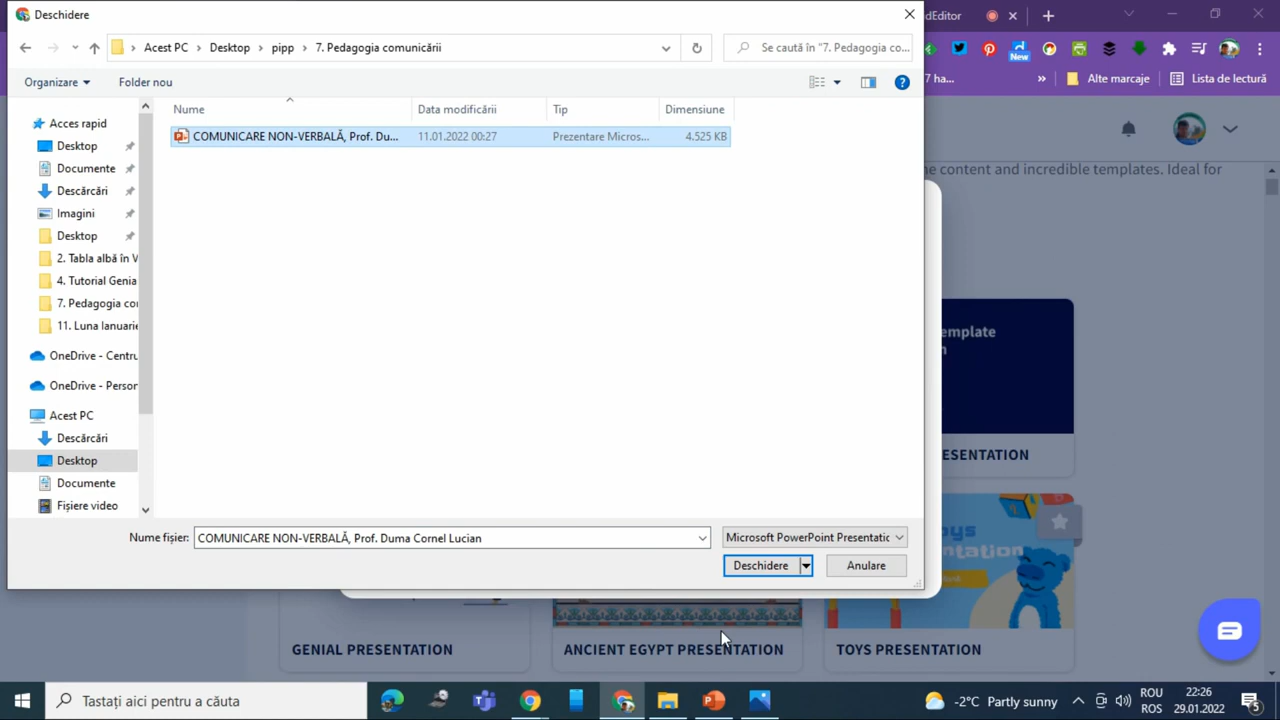 Deschidere
dEditor
Acest PC
Desktop
pipp
7. Pedagogia comunicării
Se caută în "7. Pedagogia co...
New
7 ha...
»
Alte marcaje
Lista de lectură
Organizare
Folder nou
Nume
Data modificării
Tip
Dimensiune
COMUNICARE NON-VERBALĂ, Prof. Du...
11.01.2022 00:27
Prezentare Micros...
4.525 KB
Acces rapid
Desktop
Documente
Descărcări
Imagini
Desktop
2. Tabla albă în V
4. Tutorial Genia
7. Pedagogia cor
11. Luna Ianuarie
OneDrive - Centru
OneDrive - Person
Acest PC
Descărcări
Desktop
Documente
Fișiere video
ne content and incredible templates. Ideal for
emplate
n
ESENTATION
oys
entation
Nume fișier:
COMUNICARE NON-VERBALĂ, Prof. Duma Cornel Lucian
Microsoft PowerPoint Presentatic
Deschidere
Anulare
GENIAL PRESENTATION
ANCIENT EGYPT PRESENTATION
TOYS PRESENTATION
Tastați aici pentru a căuta
-2°C Partly sunny
ROU
ROS
22:26
29.01.2022
5